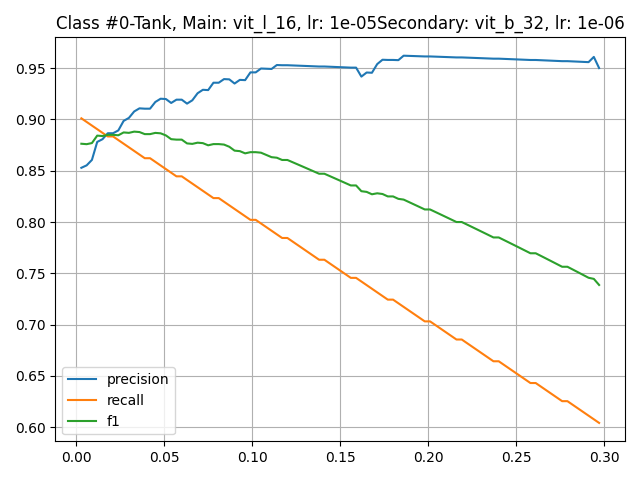 Class #0-Tank, Main: vit_l_16, lr: 1e-05Secondary: vit_b_32, lr: 1e-06
0.95
0.90
0.85
0.80
0.75
0.70
0.65
0.60
precision
recall
f1
0.00 0.05 0.10 0.15 0.20 0.25 0.30